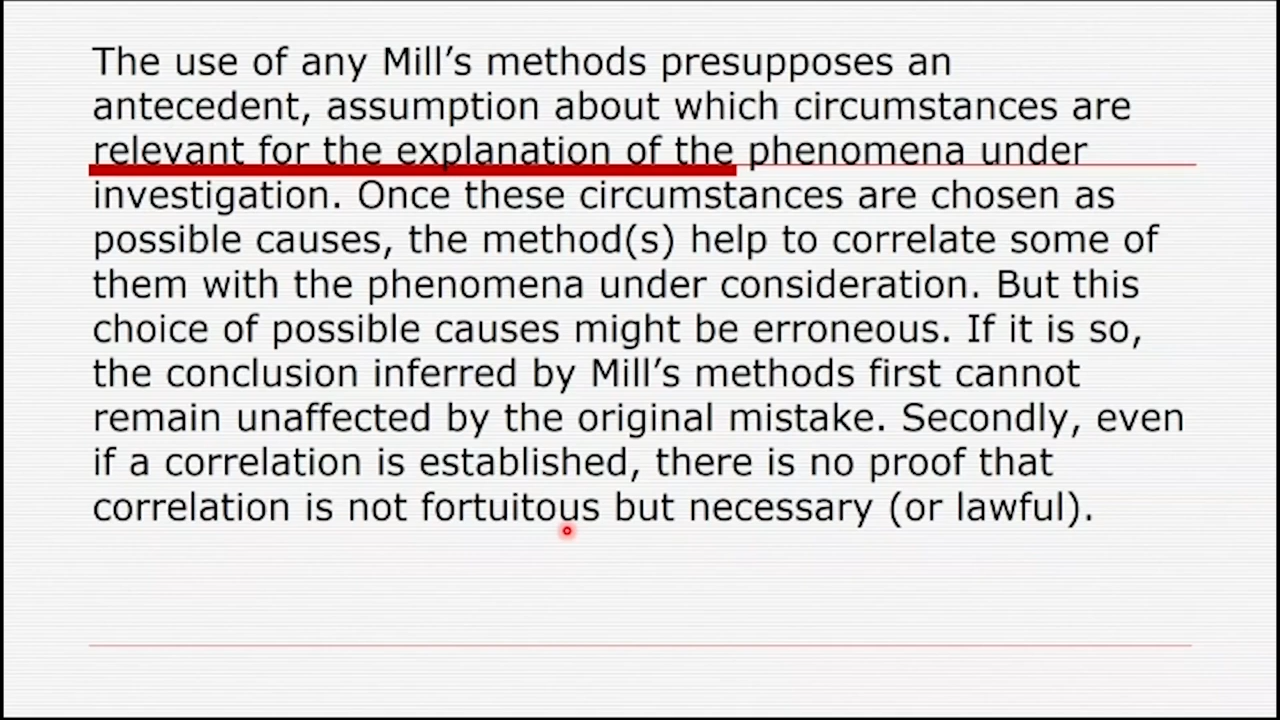 The use of any Mill’s methods presupposes an
antecedent, assumption about which circumstances are
relevant for the explanation of the phenomena under
investigation. Once these circumstances are chosen as
possible causes, the method(s) help to correlate some of
them with the phenomena under consideration. But this
choice of possible causes might be erroneous. If it is so,
the conclusion inferred by Mill’s methods first cannot
remain unaffected by the original mistake. Secondly, even
if a correlation is established, there is no proof that
correlation is not fortuitous but necessary (or lawful).